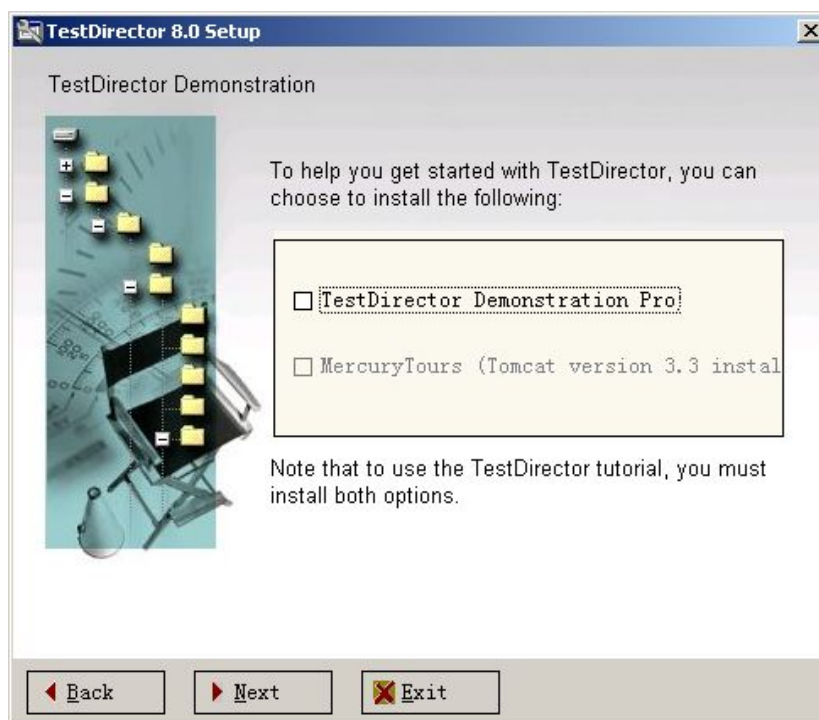 TestDirector 8.0 Setup
TestDirector Demonstration
To help you get started with TestDirector, you can
choose to install the following:
TestDirector Demonstration Pro
MercuryTours (Tomcat version 3.3 instal
Note that to use the TestDirector tutorial, you must
install both options.
Back
Next
Exit